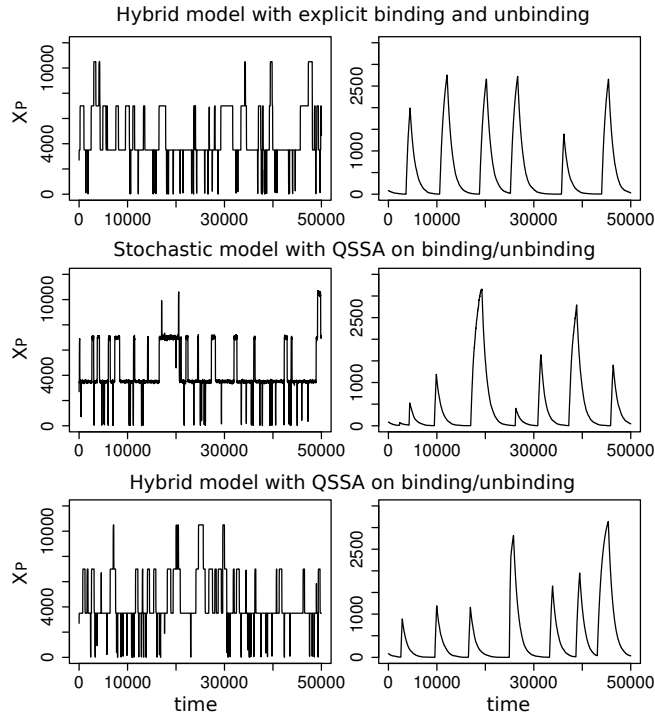 Hybrid model with explicit binding and unbinding
XP
0 4000 10000
0 10000 30000 50000
0 1000 2500
0 10000 30000 50000
Stochastic model with QSSA on binding/unbinding
XP
0 4000 10000
0 10000 30000 50000
0 1000 2500
0 10000 30000 50000
Hybrid model with QSSA on binding/unbinding
XP
0 4000 10000
0 10000 30000 50000
time
0 1000 2500
0 10000 30000 50000
time